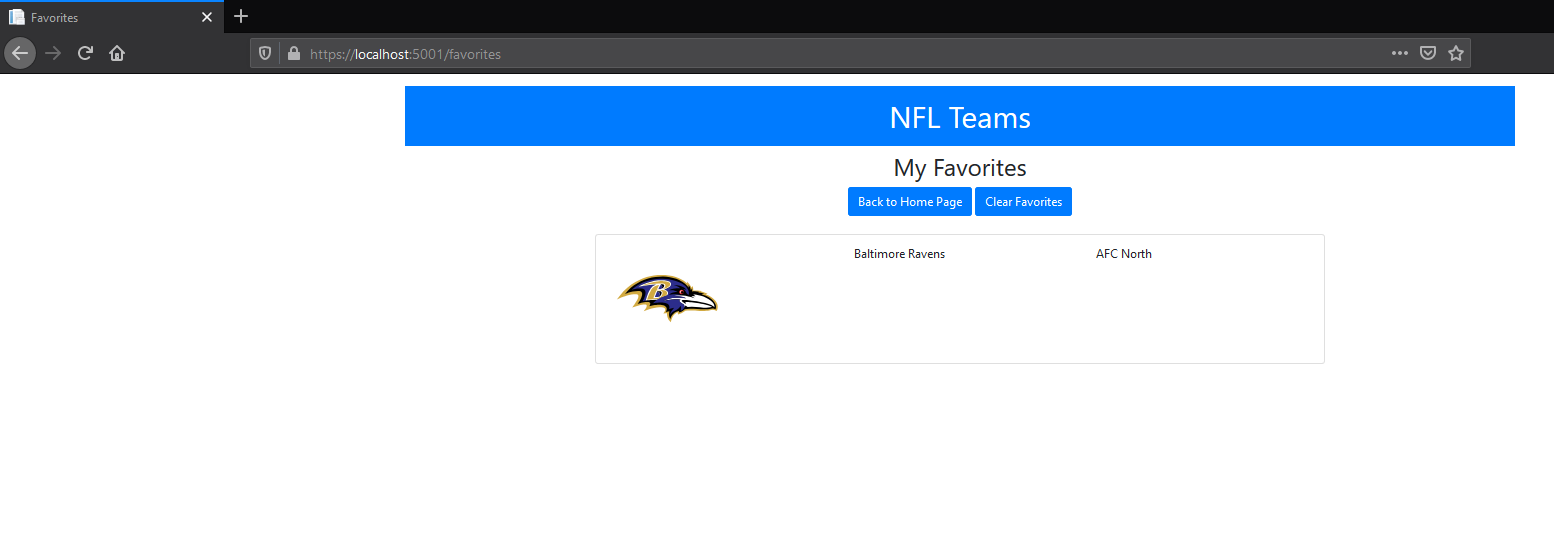 Favorites
https://localhost:5001/favorites
NFL Teams
My Favorites
Back to Home Page Clear Favorites
Baltimore Ravens AFC North
B